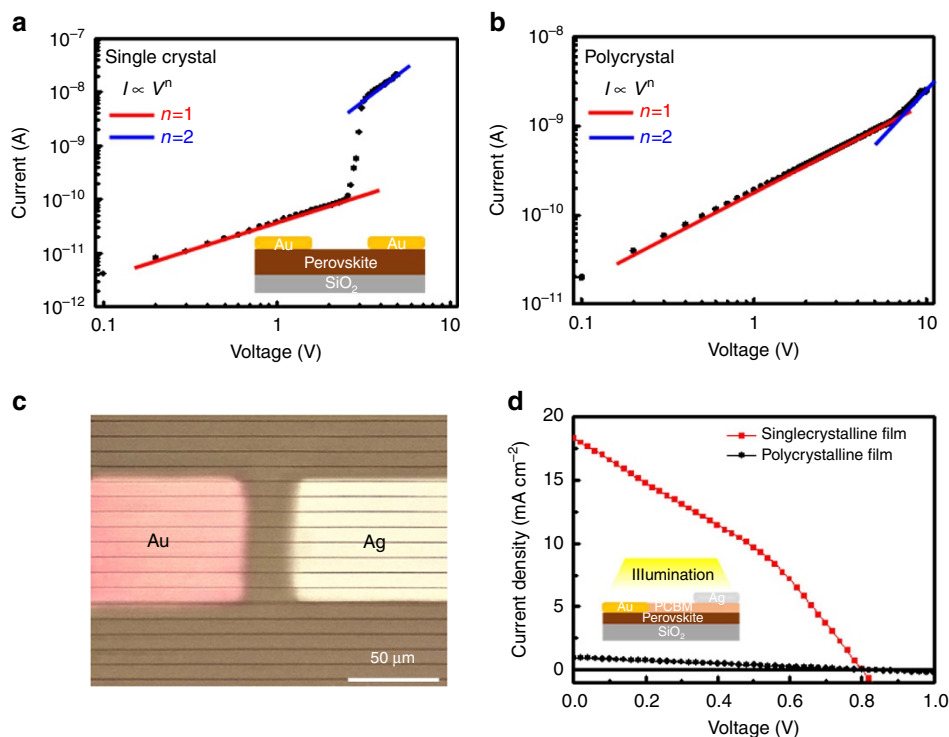 a
10⁻⁷
10⁻⁸
10⁻⁹
10⁻¹⁰
10⁻¹¹
10⁻¹²
Current (A)
Single crystal
I ∝ Vⁿ
n=1
n=2
Au
Au
Perovskite
SiO₂
0.1
1
10
Voltage (V)
b
10⁻⁸
10⁻⁹
10⁻¹⁰
10⁻¹¹
Current (A)
Polycrystal
I ∝ Vⁿ
n=1
n=2
0.1
1
10
Voltage (V)
c
Au
Ag
50 μm
d
20
15
10
5
0
Current density (mA cm⁻²)
Singlecrystalline film
Polycrystalline film
Illumination
Ag
Au
PCBM
Perovskite
SiO₂
0.0
0.2
0.4
0.6
0.8
1.0
Voltage (V)